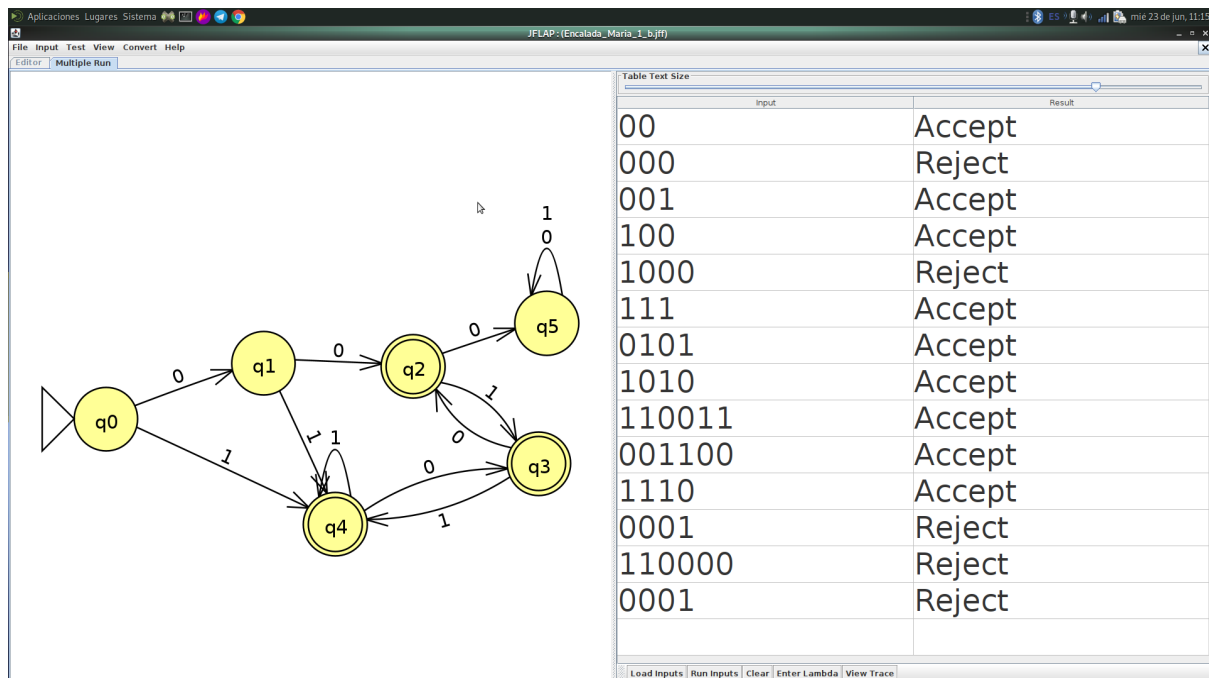 Aplicaciones Lugares Sistema
ES
mié 23 de jun, 11:15
JFLAP : (Encalada_Maria_1_b.jff)
File Input Test View Convert Help
Editor Multiple Run
Table Text Size
Input Result
00 Accept
000 Reject
001 Accept
100 Accept
1000 Reject
111 Accept
0101 Accept
1010 Accept
110011 Accept
001100 Accept
1110 Accept
0001 Reject
110000 Reject
0001 Reject
1
0
q5
0
0
q1
q2
0
1
q0
1
1
1
0
0
q3
q4
1
Load Inputs Run Inputs Clear Enter Lambda View Trace